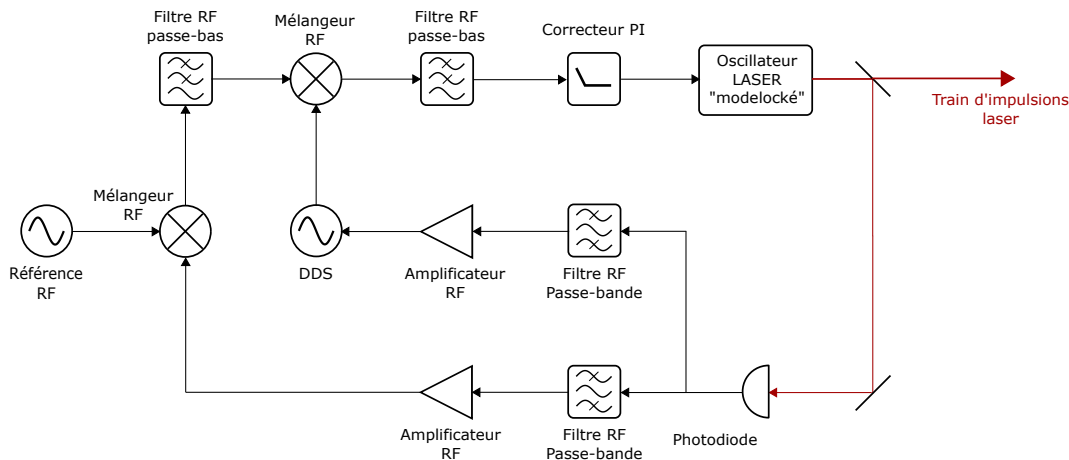 Filtre RF
passe-bas
Mélangeur
RF
Filtre RF
passe-bas
Correcteur PI
Oscillateur
LASER
"modelocké"
Train d'impulsions
laser
Mélangeur
RF
Référence
RF
DDS
Amplificateur
RF
Filtre RF
Passe-bande
Amplificateur
RF
Filtre RF
Passe-bande
Photodiode